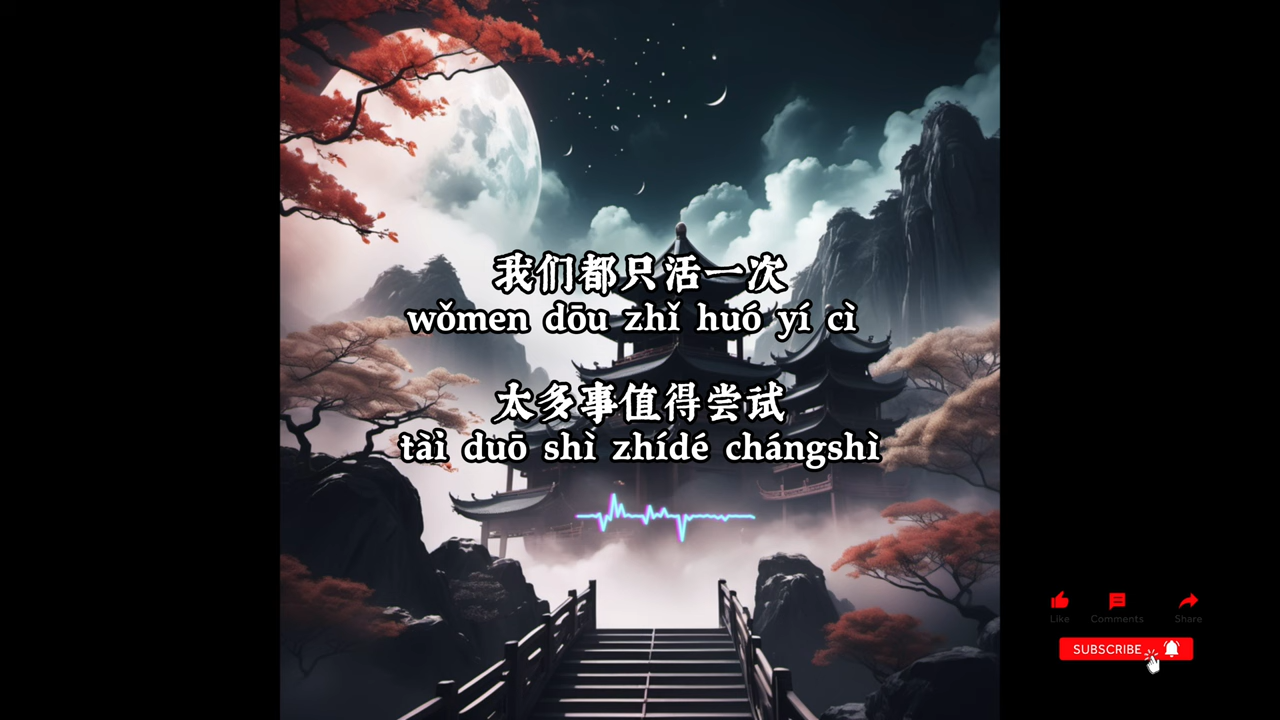 我们都只活一次
wǒmen dōu zhǐ huó yí cì
太多事值得尝试
tài duō shì zhídé chángshì
Like Comments Share
SUBSCRIBE